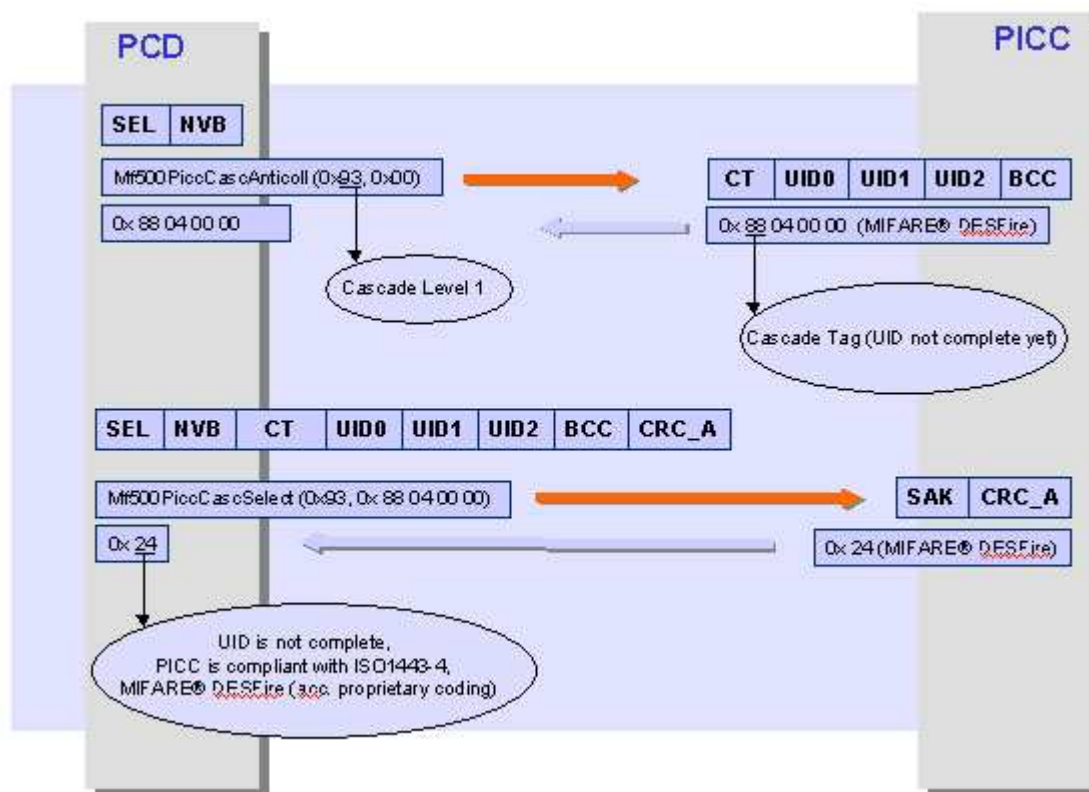 PCD
PICC
SEL NVB
Mf500PiccCascAnticoll (0x93, 0x00)
CT UID0 UID1 UID2 BCC
0x 88 04 00 00
0x 88 04 00 00 (MIFARE® DESFire)
Cascade Level 1
Cascade Tag (UID not complete yet)
SEL NVB CT UID0 UID1 UID2 BCC CRC_A
Mf500PiccCascSelect (0x93, 0x 88 04 00 00)
SAK CRC_A
0x 24
0x 24 (MIFARE® DESFire)
UID is not complete,
PICC is compliant with ISO1443-4,
MIFARE® DESFire (acc. proprietary coding)